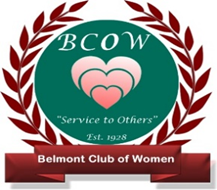 BCOW
"Service to Others"
Est. 1928
Belmont Club of Women